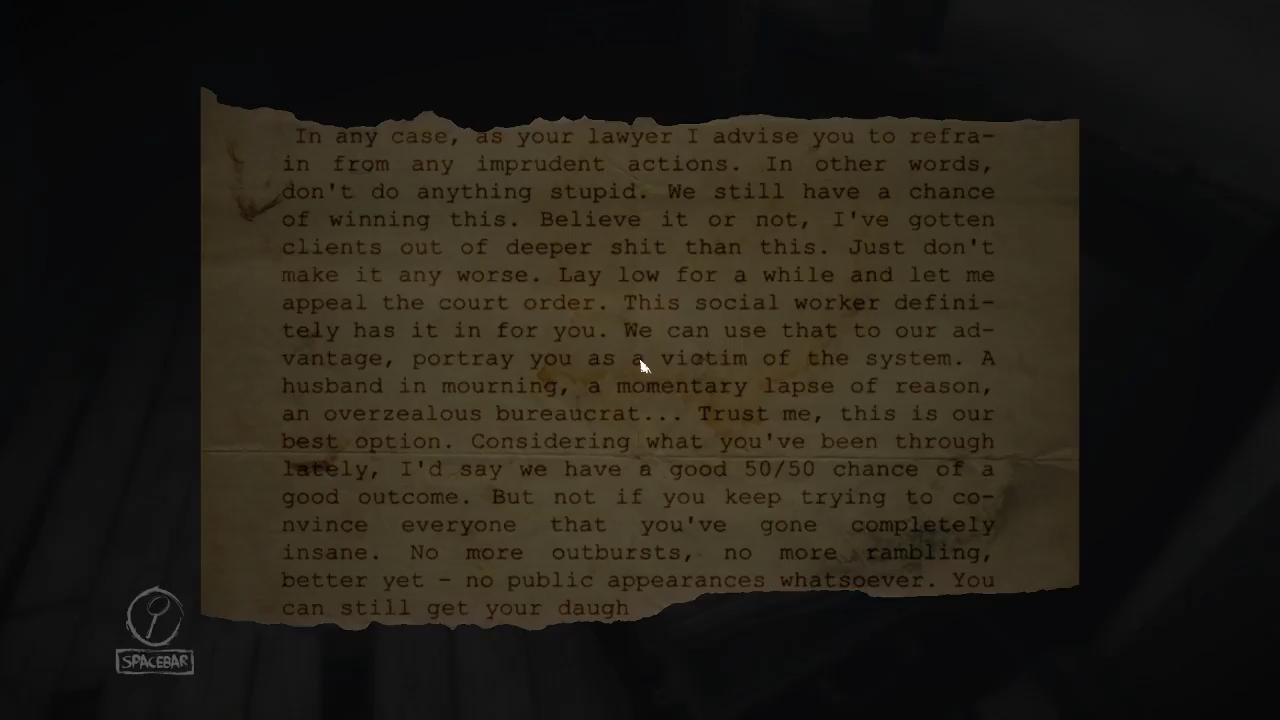 In any case, as your lawyer I advise you to refra-
in from any imprudent actions. In other words,
don't do anything stupid. We still have a chance
of winning this. Believe it or not, I've gotten
clients out of deeper shit than this. Just don't
make it any worse. Lay low for a while and let me
appeal the court order. This social worker defini-
tely has it in for you. We can use that to our ad-
vantage, portray you as a victim of the system. A
husband in mourning, a momentary lapse of reason,
an overzealous bureaucrat... Trust me, this is our
best option. Considering what you've been through
lately, I'd say we have a good 50/50 chance of a
good outcome. But not if you keep trying to co-
nvince everyone that you've gone completely
insane. No more outbursts, no more rambling,
better yet - no public appearances whatsoever. You
can still get your daugh
SPACEBAR